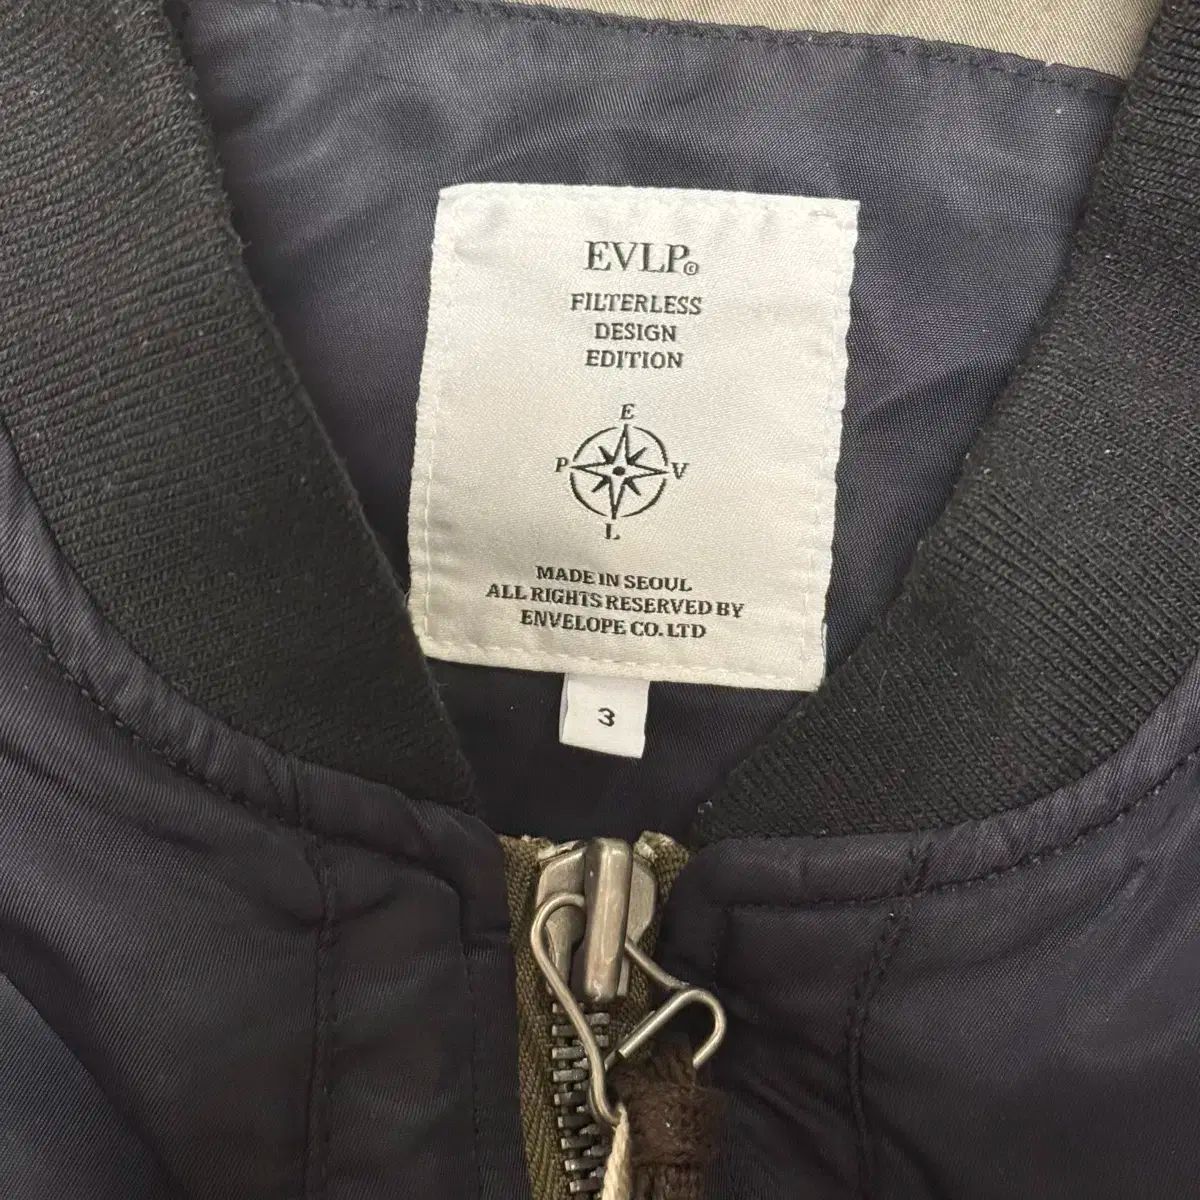 EVLP©
FILTERLESS
DESIGN
EDITION
E
P V
L
MADE IN SEOUL
ALL RIGHTS RESERVED BY
ENVELOPE CO. LTD
3